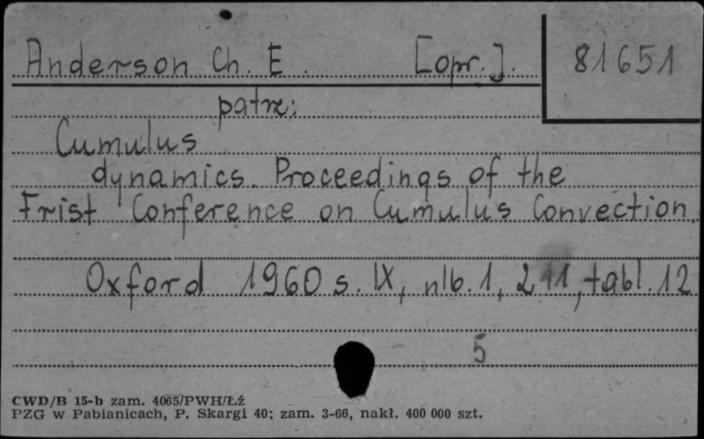 Anderson Ch. E. [opr.].
81651
patrz:
Cumulus
dynamics. Proceedings of the
Frist Conference on Cumulus Convection.
Oxford 1960 s. IX, nlb. 1, 211, tabl. 12
5
CWD/B 15-b zam. 4065/PWH/Łź
PZG w Pabianicach, P. Skargi 40; zam. 3-66, nakł. 400 000 szt.